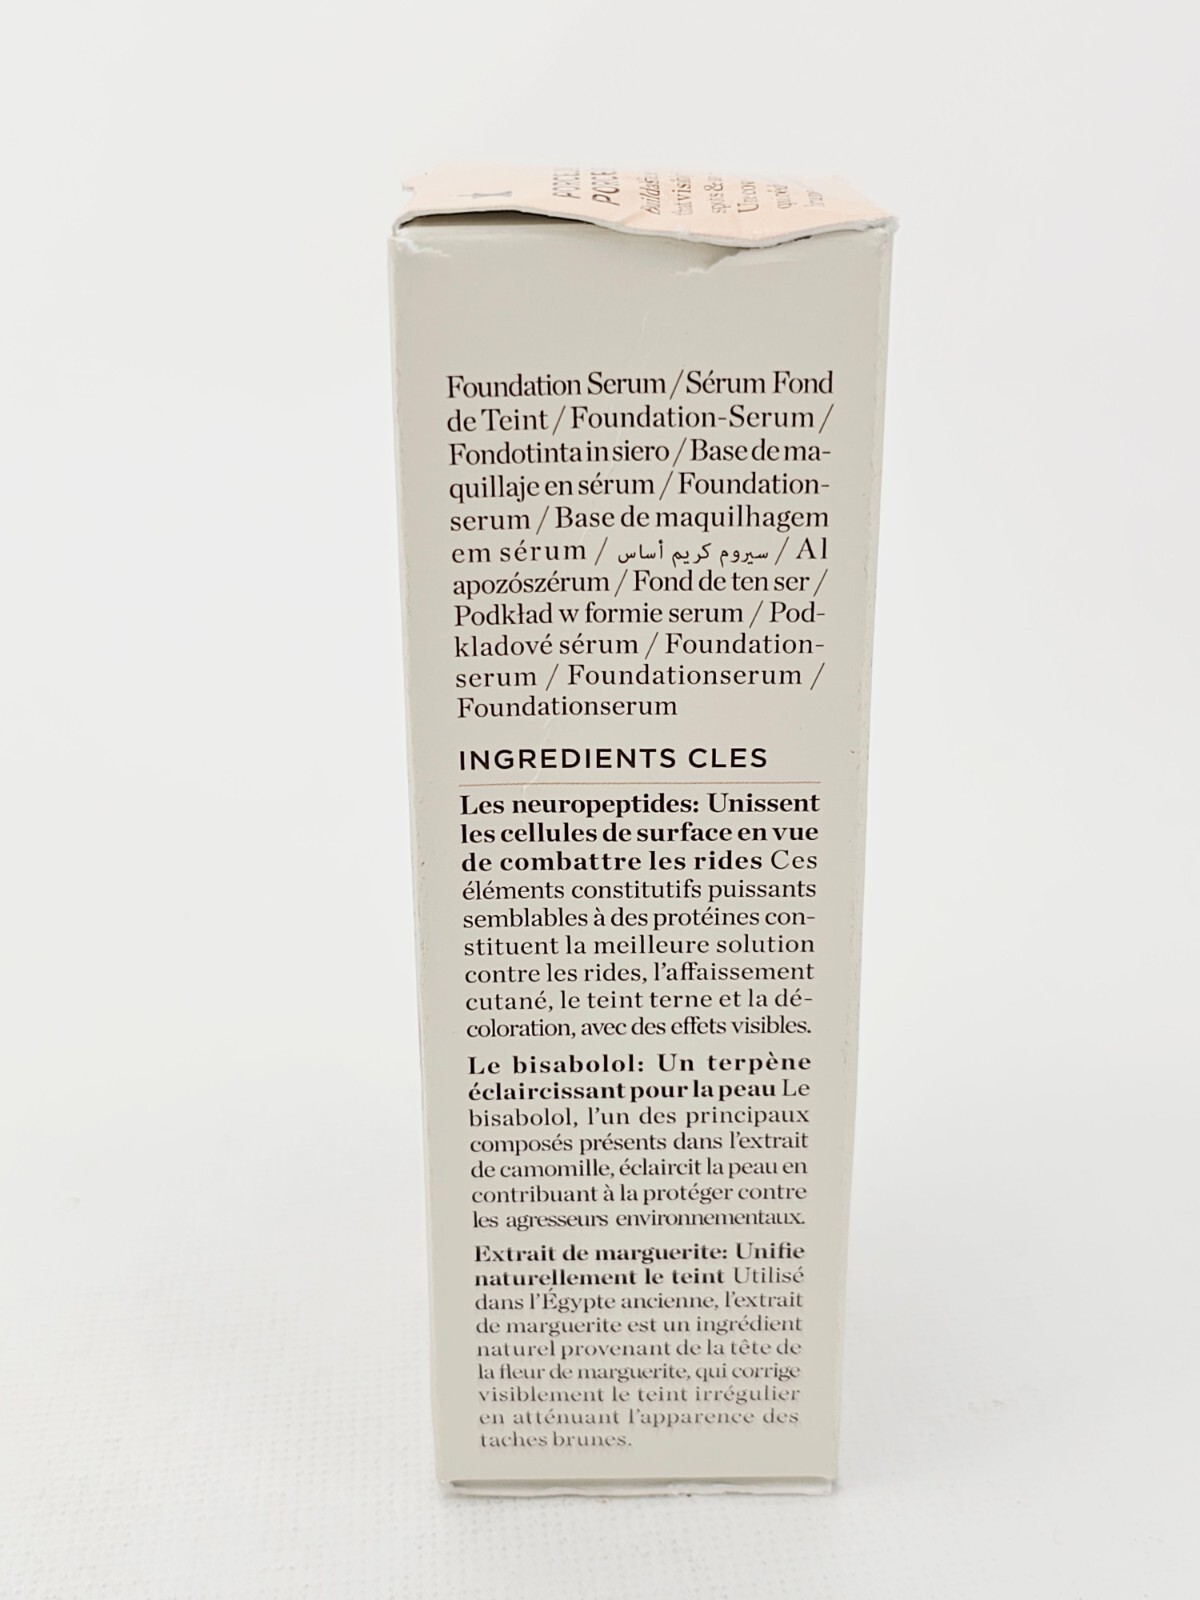 Foundation Serum / Sérum Fond
de Teint / Foundation-Serum /
Fondotinta in siero / Base de ma-
quillaje en sérum / Foundation-
serum / Base de maquilhagem
em sérum / سيروم كريم أساس / Al
apozószérum / Fond de ten ser /
Podkład w formie serum / Pod-
kladové sérum / Foundation-
serum / Foundationserum /
Foundationserum
INGREDIENTS CLES
Les neuropeptides: Unissent
les cellules de surface en vue
de combattre les rides Ces
éléments constitutifs puissants
semblables à des protéines con-
stituent la meilleure solution
contre les rides, l'affaissement
cutané, le teint terne et la dé-
coloration, avec des effets visibles.
Le bisabolol: Un terpène
éclaircissant pour la peau Le
bisabolol, l'un des principaux
composés présents dans l'extrait
de camomille, éclaircit la peau en
contribuant à la protéger contre
les agresseurs environnementaux.
Extrait de marguerite: Unifie
naturellement le teint Utilisé
dans l'Égypte ancienne, l'extrait
de marguerite est un ingrédient
naturel provenant de la tête de
la fleur de marguerite, qui corrige
visiblement le teint irrégulier
en atténuant l'apparence des
taches brunes.